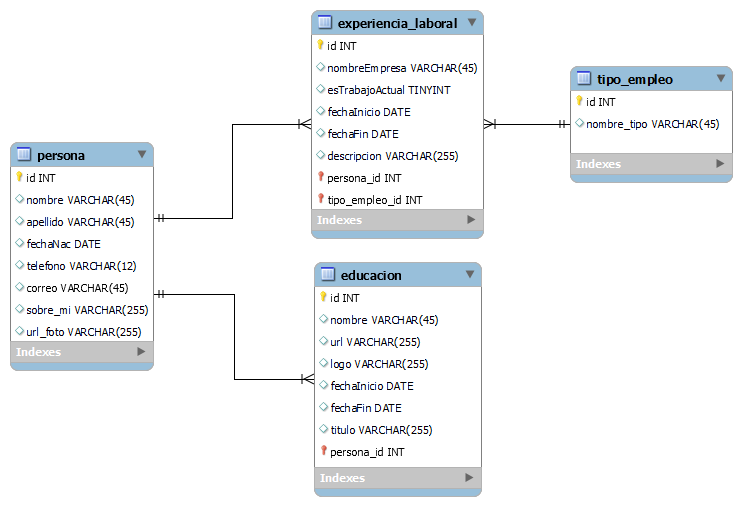 experiencia_laboral
id INT
nombreEmpresa VARCHAR(45)
esTrabajoActual TINYINT
fechaInicio DATE
fechaFin DATE
descripcion VARCHAR(255)
persona_id INT
tipo_empleo_id INT
Indexes
tipo_empleo
id INT
nombre_tipo VARCHAR(45)
Indexes
persona
id INT
nombre VARCHAR(45)
apellido VARCHAR(45)
fechaNac DATE
telefono VARCHAR(12)
correo VARCHAR(45)
sobre_mi VARCHAR(255)
url_foto VARCHAR(255)
Indexes
educacion
id INT
nombre VARCHAR(45)
url VARCHAR(255)
logo VARCHAR(255)
fechaInicio DATE
fechaFin DATE
titulo VARCHAR(255)
persona_id INT
Indexes